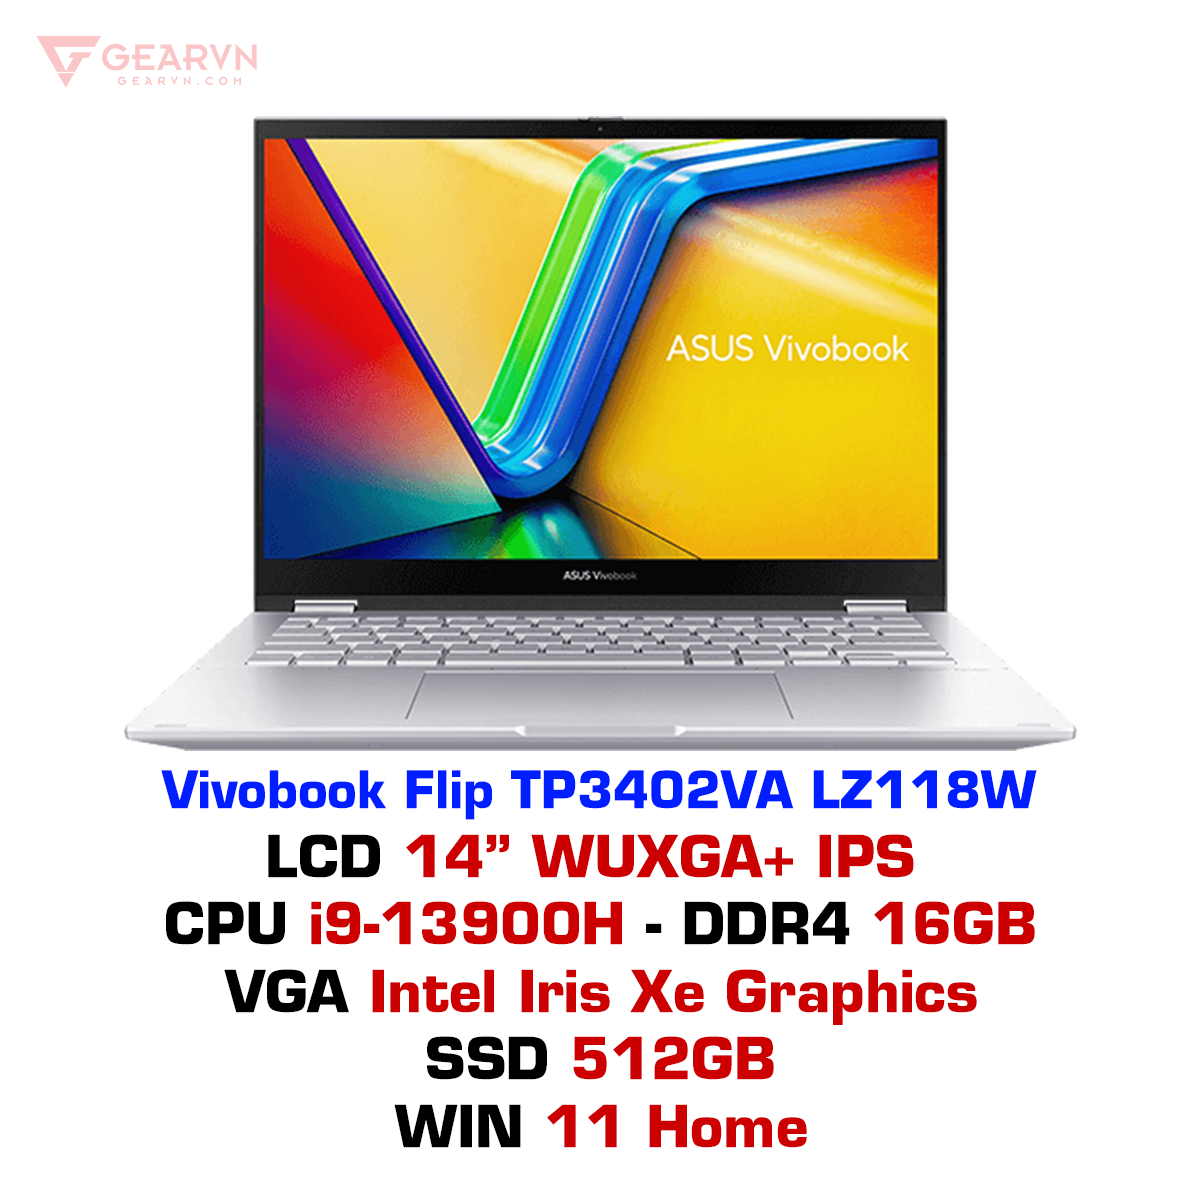 GEARVN
GEARVN.COM
ASUS Vivobook
ASUS Vivobook
Vivobook Flip TP3402VA LZ118W
LCD 14” WUXGA+ IPS
CPU i9-13900H - DDR4 16GB
VGA Intel Iris Xe Graphics
SSD 512GB
WIN 11 Home